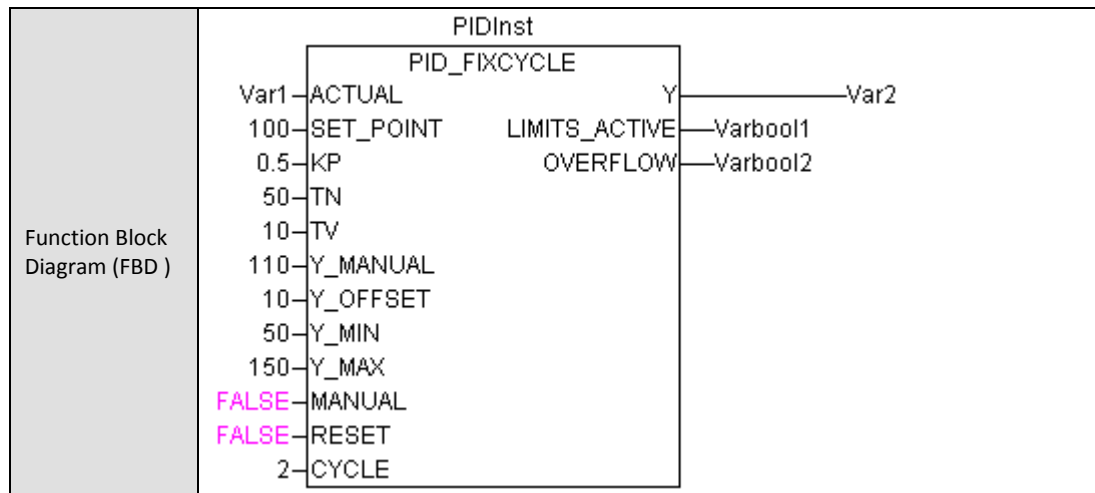 PIDInst
PID_FIXCYCLE
Var1 ACTUAL Y Var2
100 SET_POINT LIMITS_ACTIVE Varbool1
0.5 KP OVERFLOW Varbool2
50 TN
10 TV
110 Y_MANUAL
10 Y_OFFSET
50 Y_MIN
150 Y_MAX
FALSE MANUAL
FALSE RESET
2 CYCLE
Function Block
Diagram (FBD )